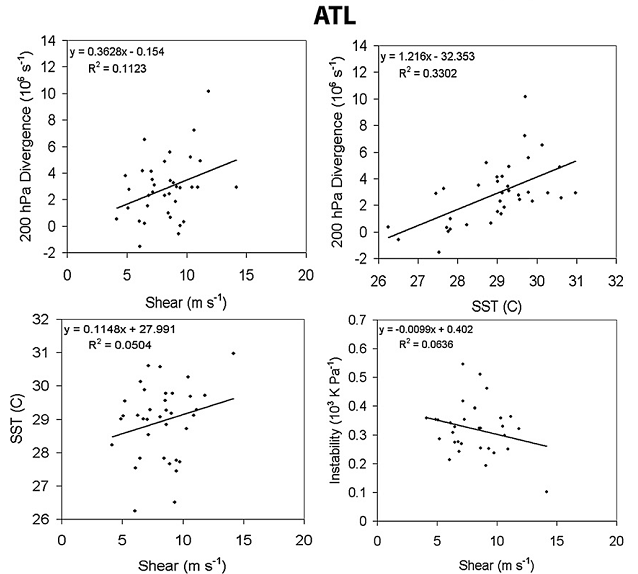 ATL
y = 0.3628x - 0.154
R² = 0.1123
14
12
10
8
6
4
2
0
-2
200 hPa Divergence (10⁶ s⁻¹)
0 5 10 15 20
Shear (m s⁻¹)
y = 1.216x - 32.353
R² = 0.3302
14
12
10
8
6
4
2
0
-2
200 hPa Divergence (10⁶ s⁻¹)
26 27 28 29 30 31 32
SST (C)
y = 0.1148x + 27.991
R² = 0.0504
32
31
30
29
28
27
26
SST (C)
0 5 10 15 20
Shear (m s⁻¹)
y = -0.0099x + 0.402
R² = 0.0636
0.7
0.6
0.5
0.4
0.3
0.2
0.1
0
Instability (10³ K Pa⁻¹)
0 5 10 15 20
Shear (m s⁻¹)